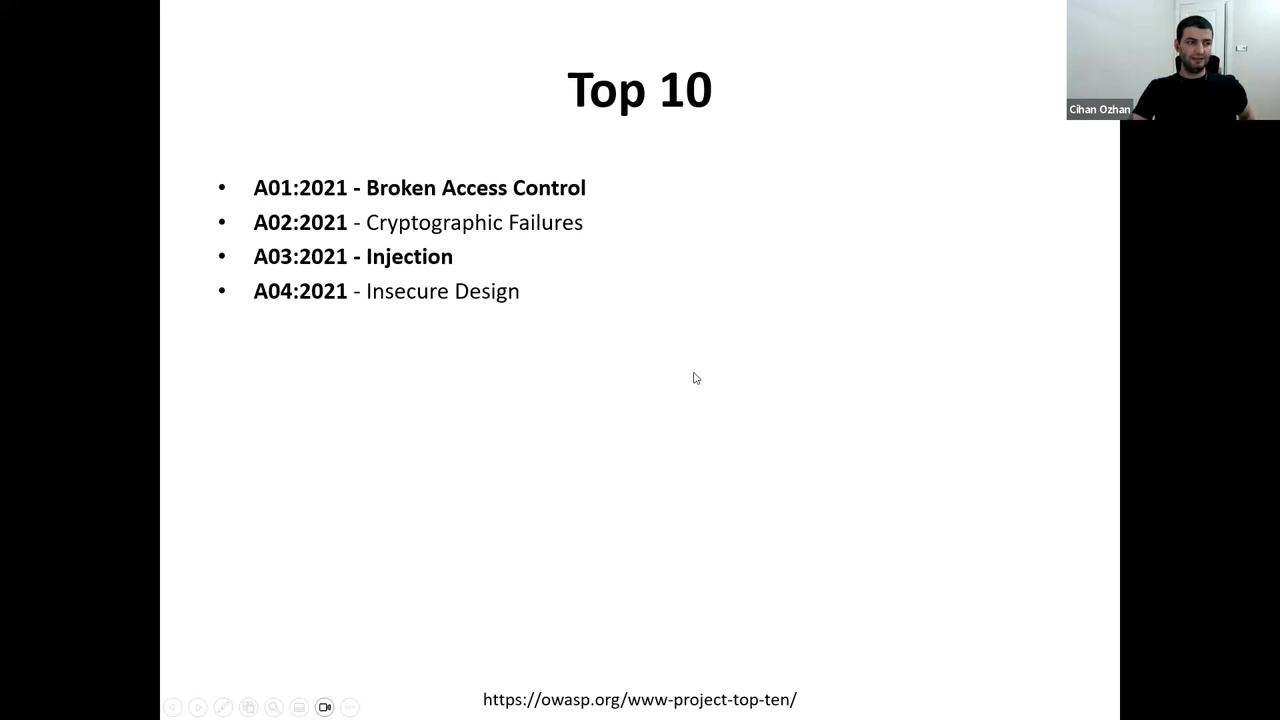 Top 10
Cihan Ozhan
• A01:2021 - Broken Access Control
• A02:2021 - Cryptographic Failures
• A03:2021 - Injection
• A04:2021 - Insecure Design
https://owasp.org/www-project-top-ten/